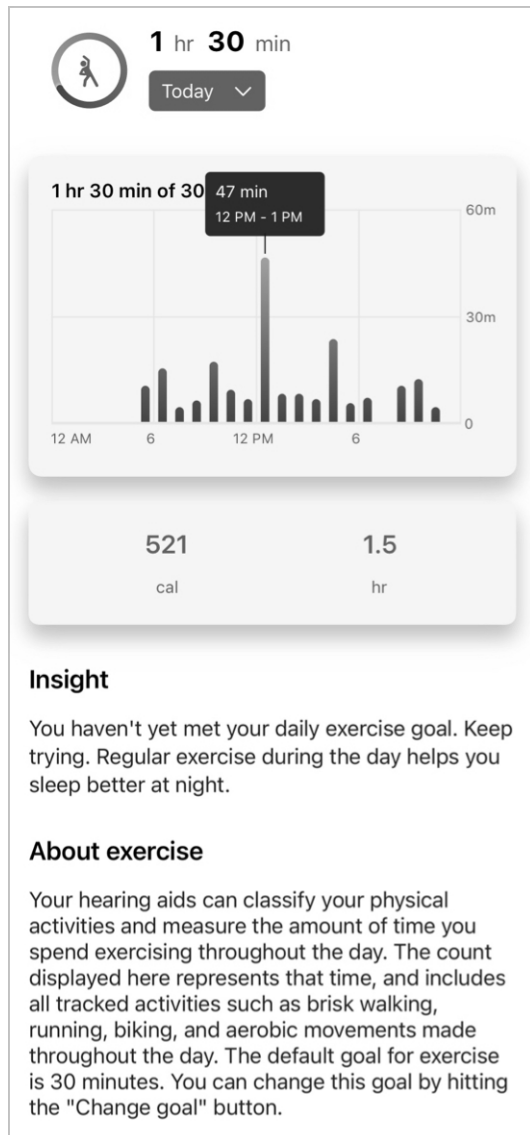 1 hr 30 min
Today
1 hr 30 min of 30
47 min
12 PM - 1 PM
60m
30m
0
12 AM 6 12 PM 6
521 1.5
cal hr
Insight
You haven't yet met your daily exercise goal. Keep
trying. Regular exercise during the day helps you
sleep better at night.
About exercise
Your hearing aids can classify your physical
activities and measure the amount of time you
spend exercising throughout the day. The count
displayed here represents that time, and includes
all tracked activities such as brisk walking,
running, biking, and aerobic movements made
throughout the day. The default goal for exercise
is 30 minutes. You can change this goal by hitting
the "Change goal" button.